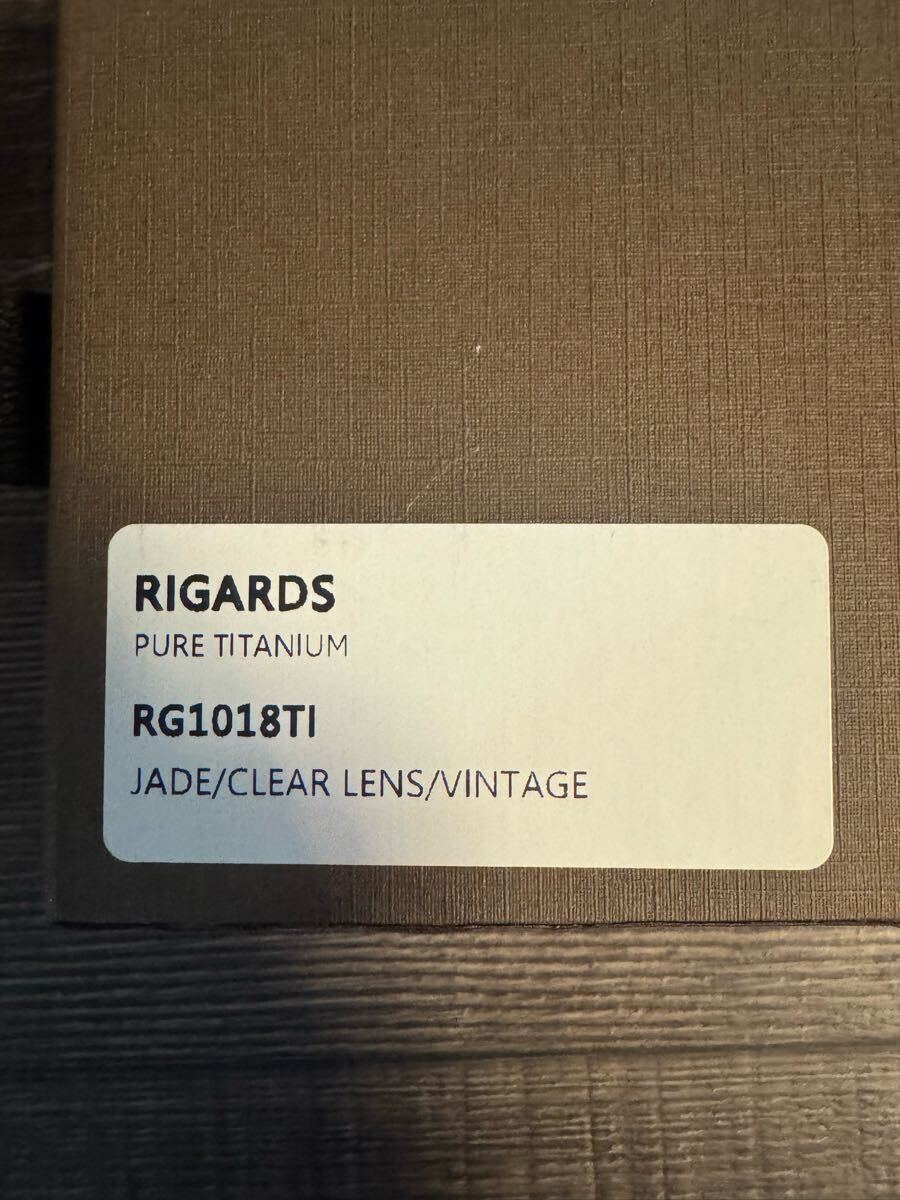 RIGARDS
PURE TITANIUM
RG1018TI
JADE/CLEAR LENS/VINTAGE